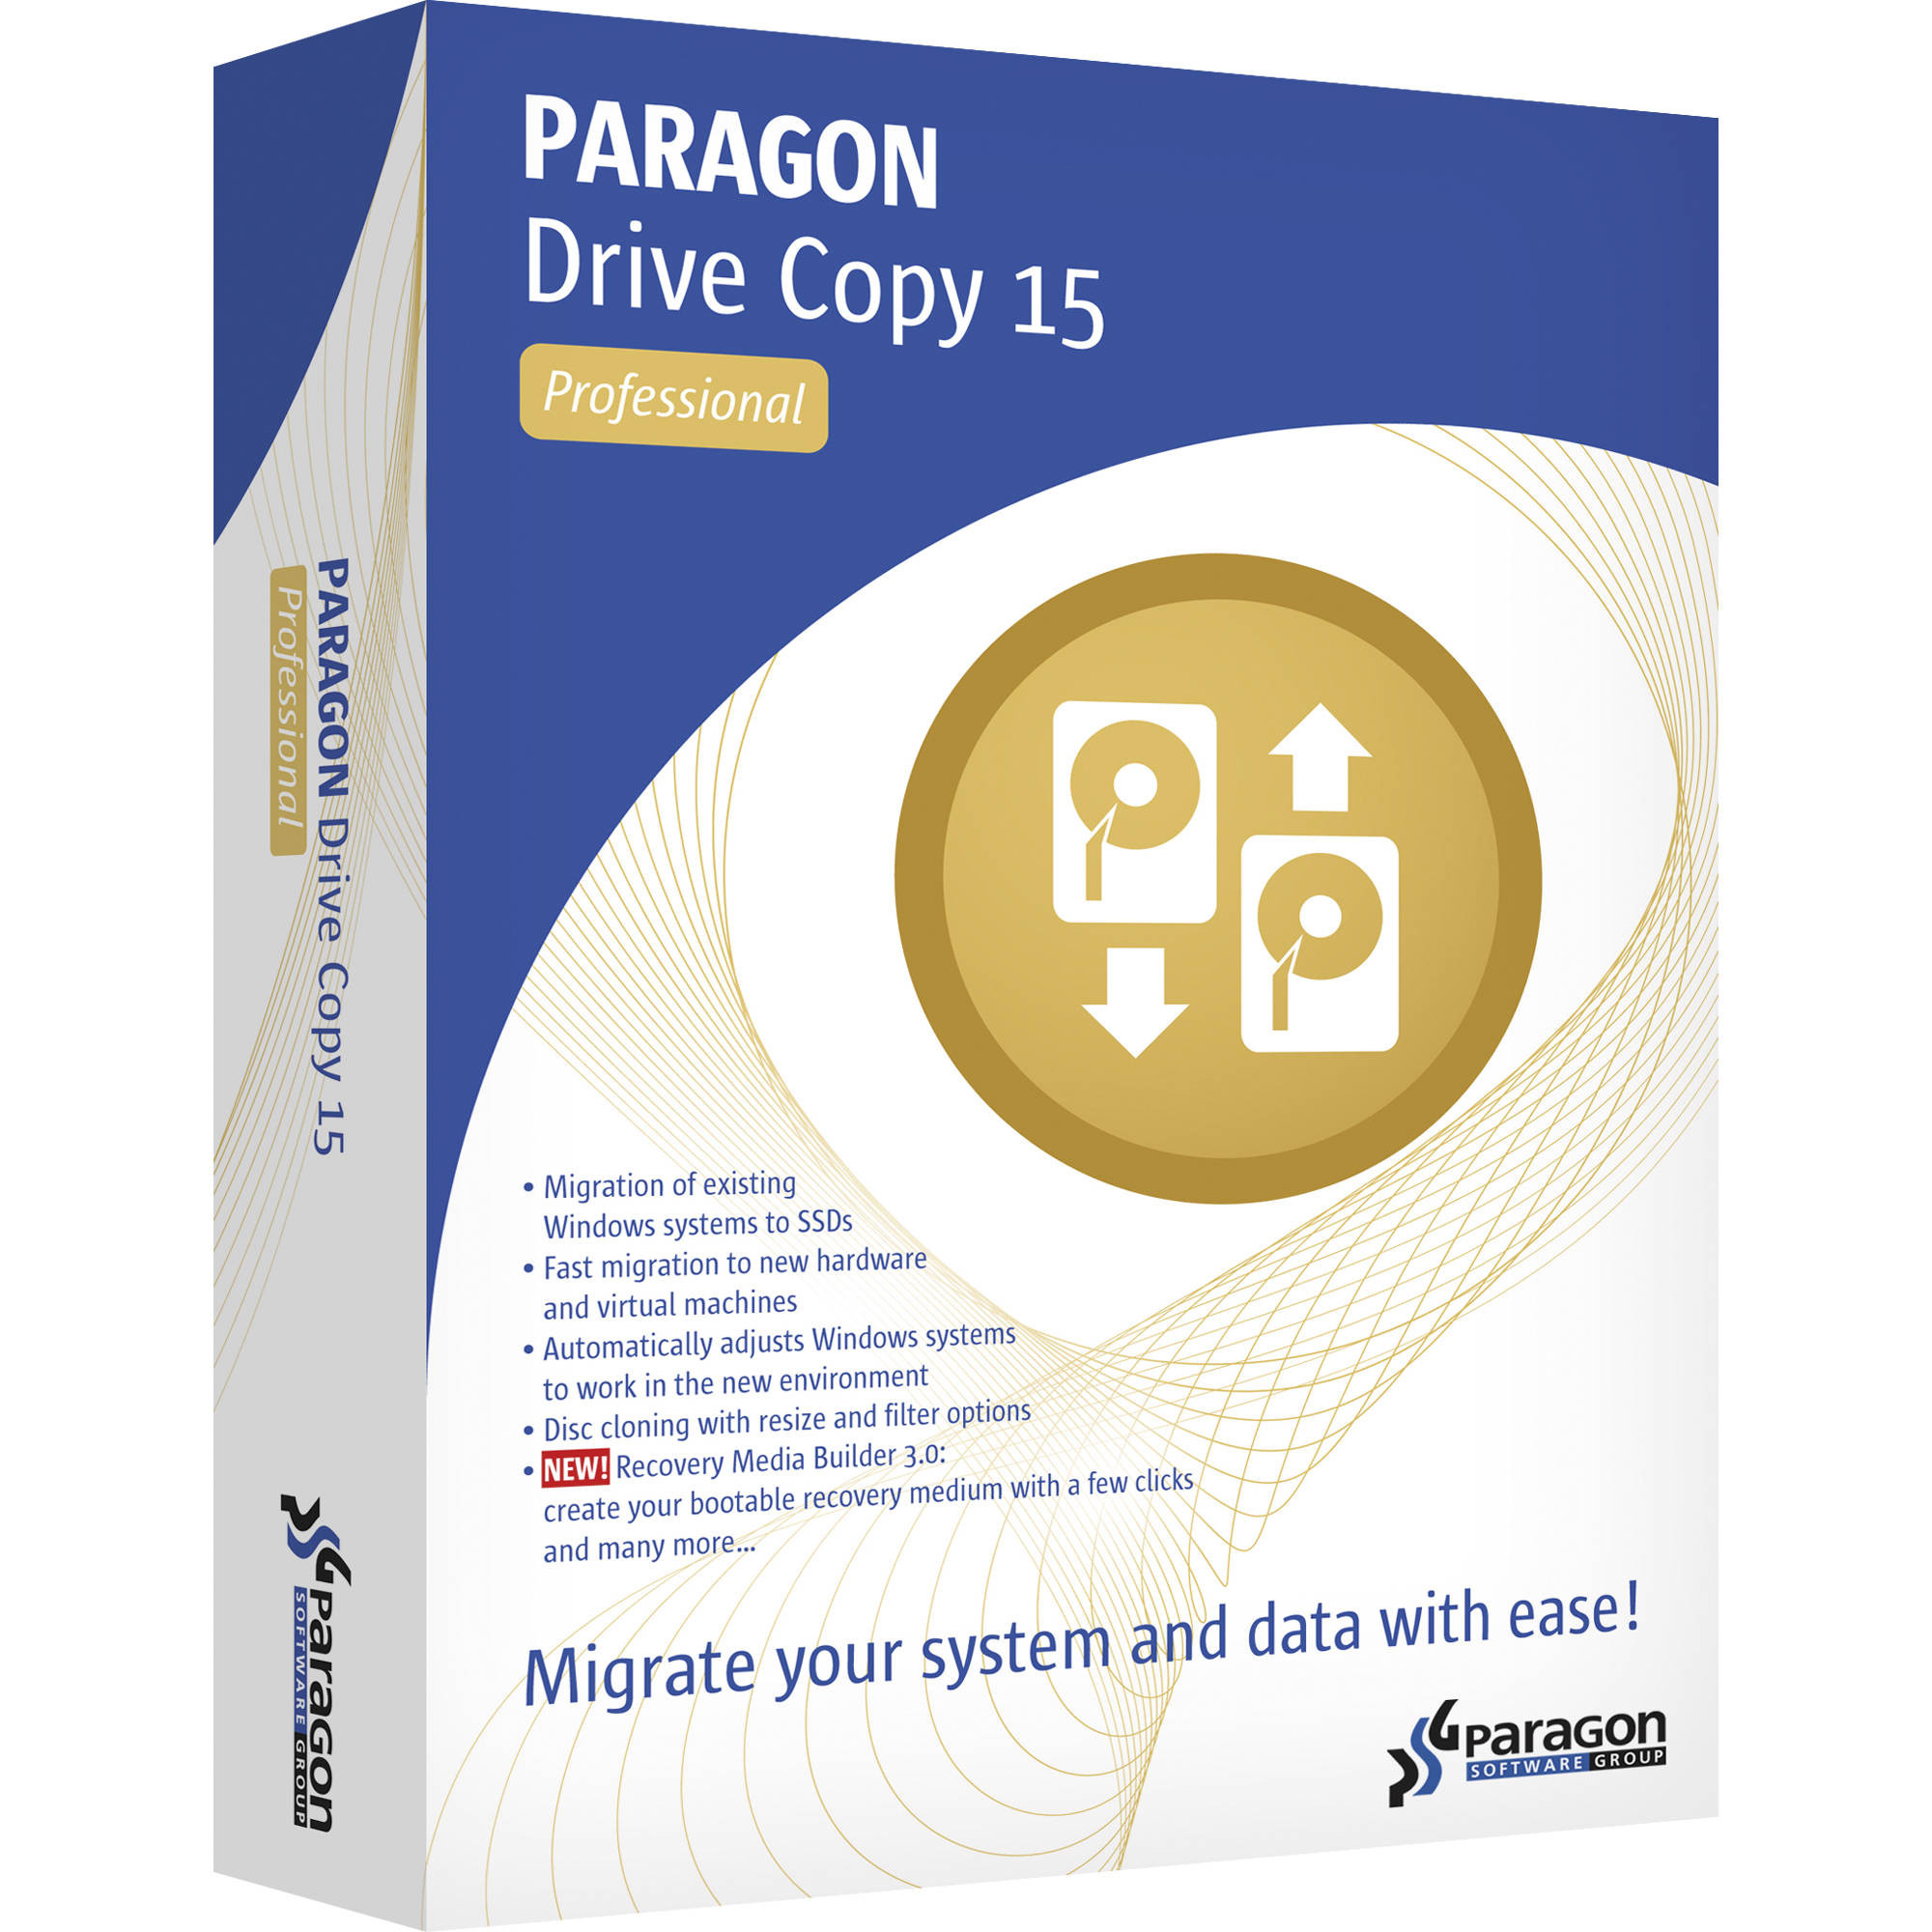 PARAGON
Drive Copy 15
Professional
• Migration of existing
Windows systems to SSDs
• Fast migration to new hardware
and virtual machines
• Automatically adjusts Windows systems
to work in the new environment
• Disc cloning with resize and filter options
• NEW! Recovery Media Builder 3.0:
create your bootable recovery medium with a few clicks
and many more...
Migrate your system and data with ease!
PSG Paragon
SOFTWARE GROUP
PARAGON Drive Copy 15
Professional
PSG Paragon
SOFTWARE GROUP